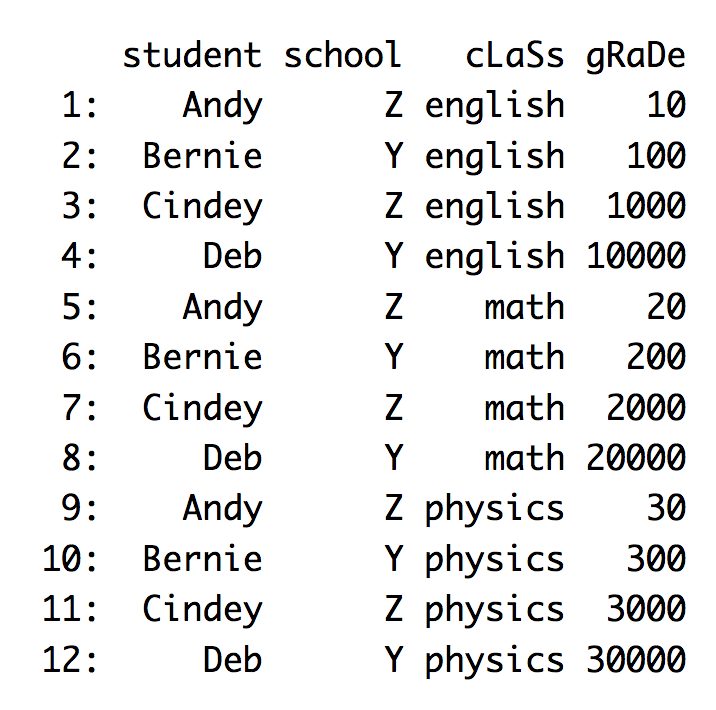 student school cLaSs gRaDe
1: Andy Z english 10
2: Bernie Y english 100
3: Cindey Z english 1000
4: Deb Y english 10000
5: Andy Z math 20
6: Bernie Y math 200
7: Cindey Z math 2000
8: Deb Y math 20000
9: Andy Z physics 30
10: Bernie Y physics 300
11: Cindey Z physics 3000
12: Deb Y physics 30000